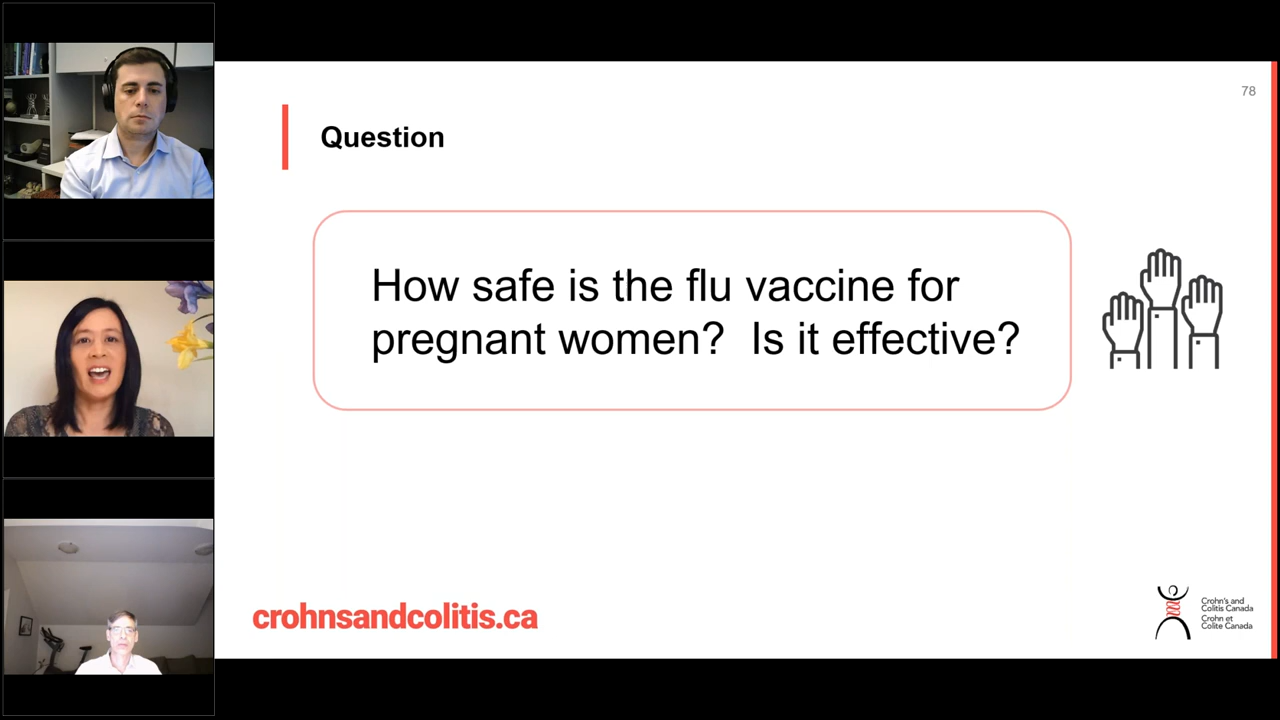 78
Question
How safe is the flu vaccine for
pregnant women?  Is it effective?
crohnsandcolitis.ca
Crohn's and
Colitis Canada
Crohn et
Colite Canada